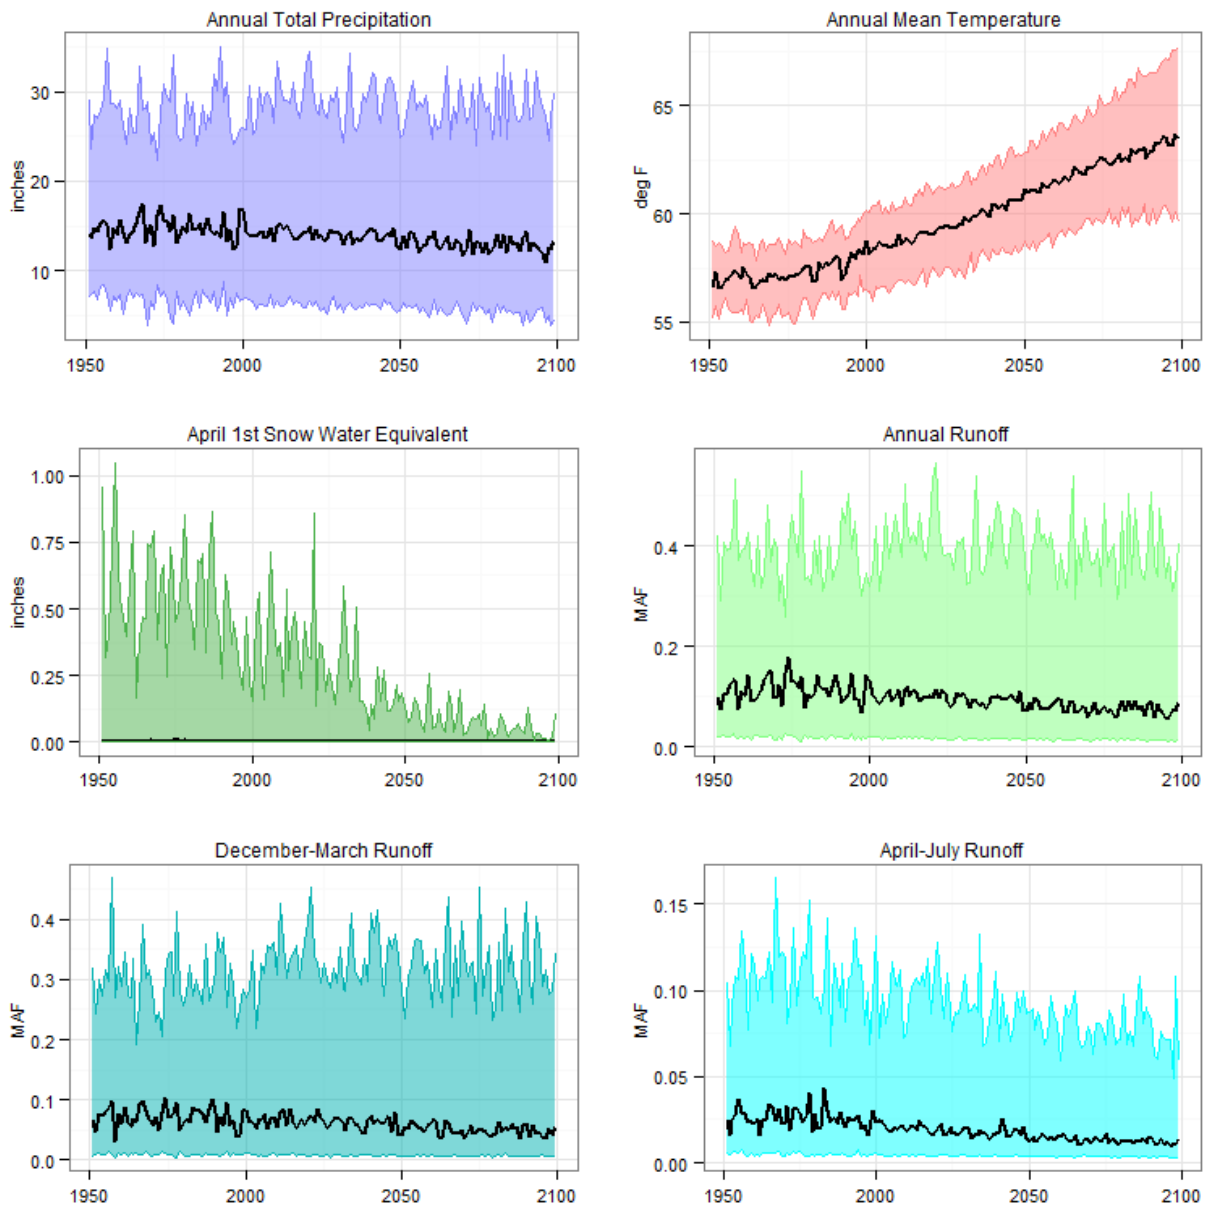 Annual Total Precipitation
inches
30
20
10
1950 2000 2050 2100
Annual Mean Temperature
deg F
65
60
55
1950 2000 2050 2100
April 1st Snow Water Equivalent
inches
1.00
0.75
0.50
0.25
0.00
1950 2000 2050 2100
Annual Runoff
MAF
0.4
0.2
0.0
1950 2000 2050 2100
December-March Runoff
MAF
0.4
0.3
0.2
0.1
0.0
1950 2000 2050 2100
April-July Runoff
MAF
0.15
0.10
0.05
0.00
1950 2000 2050 2100